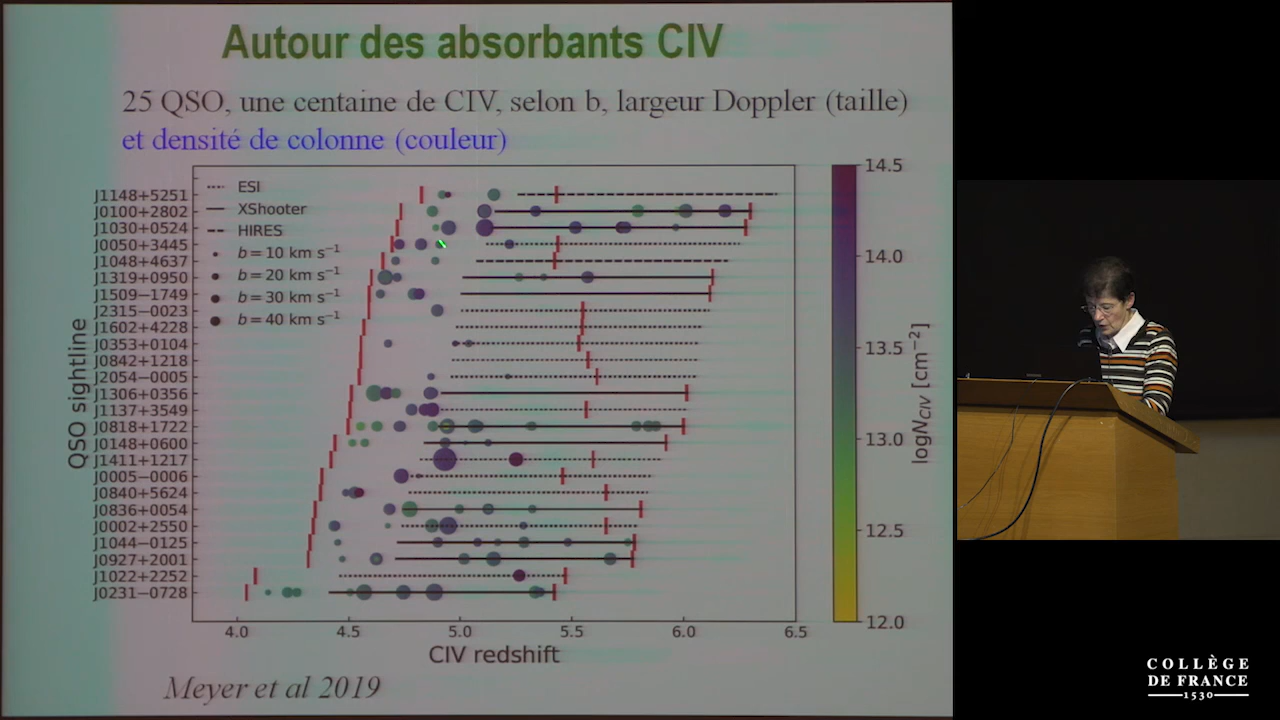 Autour des absorbants CIV
25 QSO, une centaine de CIV, selon b, largeur Doppler (taille)
et densité de colonne (couleur)
ESI
XShooter
HIRES
b = 10 km s⁻¹
b = 20 km s⁻¹
b = 30 km s⁻¹
b = 40 km s⁻¹
QSO sightline
J1148+5251
J0100+2802
J1030+0524
J0050+3445
J1048+4637
J1319+0950
J1509−1749
J2315−0023
J1602+4228
J0353+0104
J0842+1218
J2054−0005
J1306+0356
J1137+3549
J0818+1722
J0148+0600
J1411+1217
J0005−0006
J0840+5624
J0836+0054
J0002+2550
J1044−0125
J0927+2001
J1022+2252
J0231−0728
4.0 4.5 5.0 5.5 6.0 6.5
CIV redshift
14.5
14.0
13.5
13.0
12.5
12.0
logN_CIV [cm⁻²]
Meyer et al 2019
COLLÈGE
DE FRANCE
1530